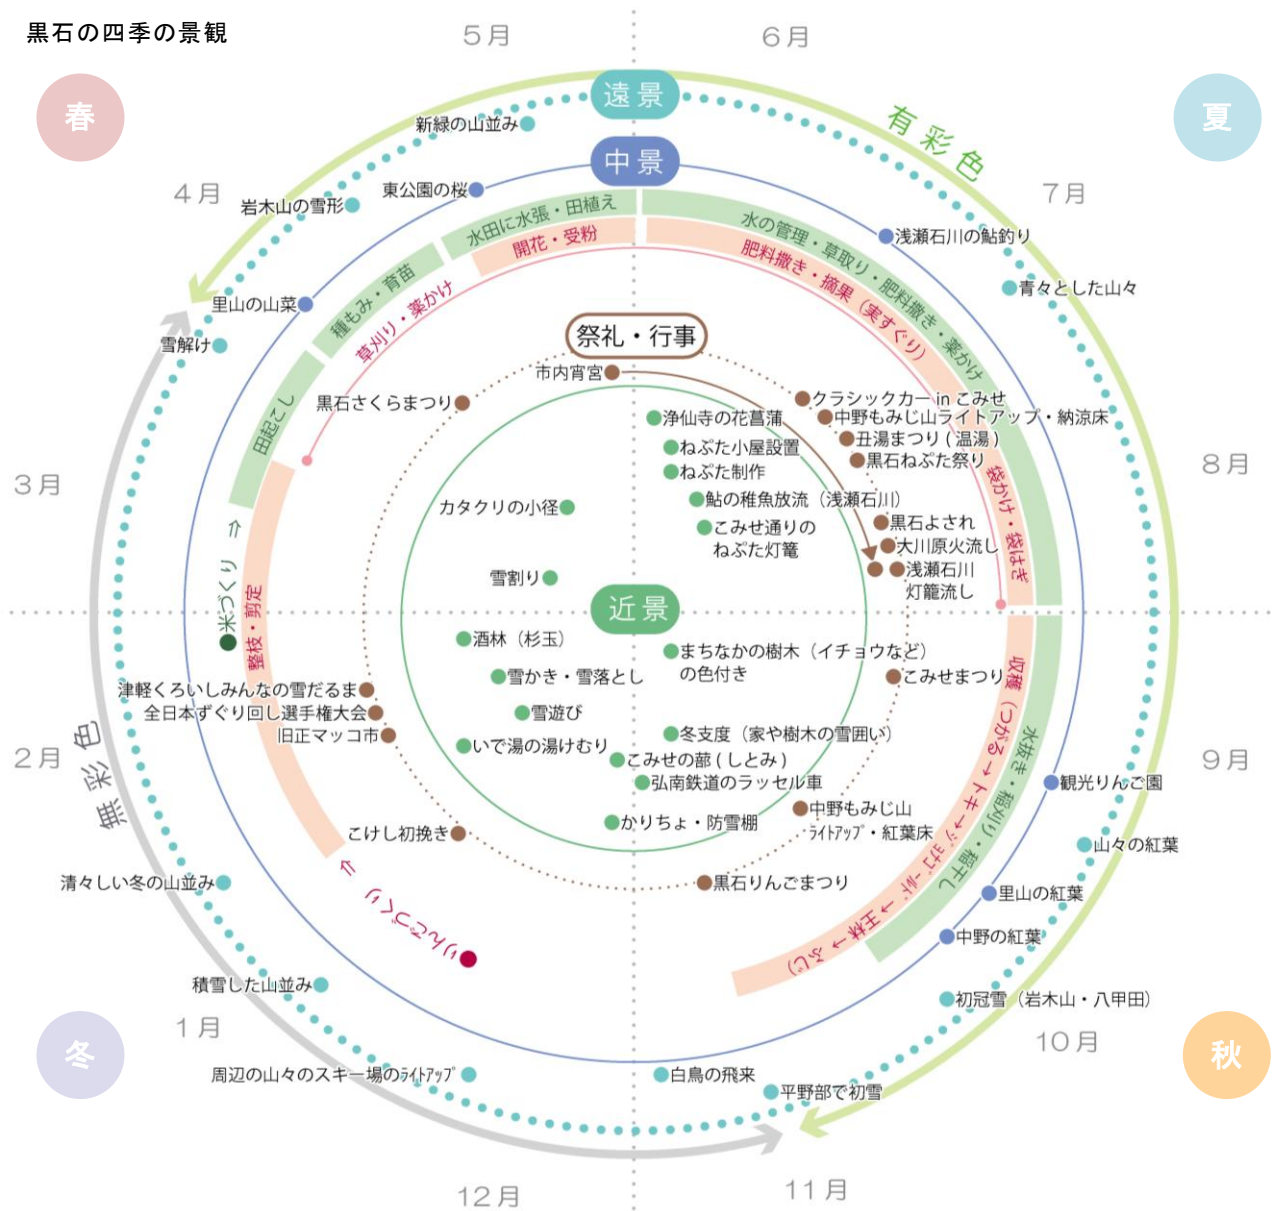 黒石の四季の景観
春
夏
秋
冬
5月
6月
7月
8月
9月
10月
11月
12月
1月
2月
3月
4月
有彩色
無彩色
遠景
新緑の山並み
岩木山の雪形
雪解け
青々とした山々
山々の紅葉
初冠雪（岩木山・八甲田）
平野部で初雪
白鳥の飛来
周辺の山々のスキー場のﾗｲﾄｱｯﾌﾟ
積雪した山並み
清々しい冬の山並み
中景
東公園の桜
里山の山菜
浅瀬石川の鮎釣り
観光りんご園
里山の紅葉
中野の紅葉
米づくり ⇒
田起こし
種もみ・育苗
水田に水張・田植え
水の管理・草取り・肥料撒き・薬かけ
水抜き・稲刈り・稲干し
りんごづくり ⇒
整枝・剪定
草刈り・薬かけ
開花・受粉
肥料撒き・摘果（実すぐり）
袋かけ・袋はぎ
収穫（つがる→トキ→ｼﾞｮﾅｺﾞｰﾙﾄﾞ→王林→ふじ）
祭礼・行事
市内宵宮
黒石さくらまつり
クラシックカー in こみせ
中野もみじ山ライトアップ・納涼床
丑湯まつり ( 温湯 )
黒石ねぷた祭り
黒石よされ
大川原火流し
浅瀬石川
灯籠流し
こみせまつり
中野もみじ山
ﾗｲﾄｱｯﾌﾟ・紅葉床
黒石りんごまつり
こけし初挽き
旧正マッコ市
全日本ずぐり回し選手権大会
津軽くろいしみんなの雪だるま
近景
浄仙寺の花菖蒲
ねぷた小屋設置
ねぷた制作
鮎の稚魚放流（浅瀬石川）
こみせ通りの
ねぷた灯篭
カタクリの小径
雪割り
酒林（杉玉）
雪かき・雪落とし
雪遊び
いで湯の湯けむり
まちなかの樹木（イチョウなど）
の色付き
冬支度（家や樹木の雪囲い）
こみせの蔀 ( しとみ )
弘南鉄道のラッセル車
かりちょ・防雪棚